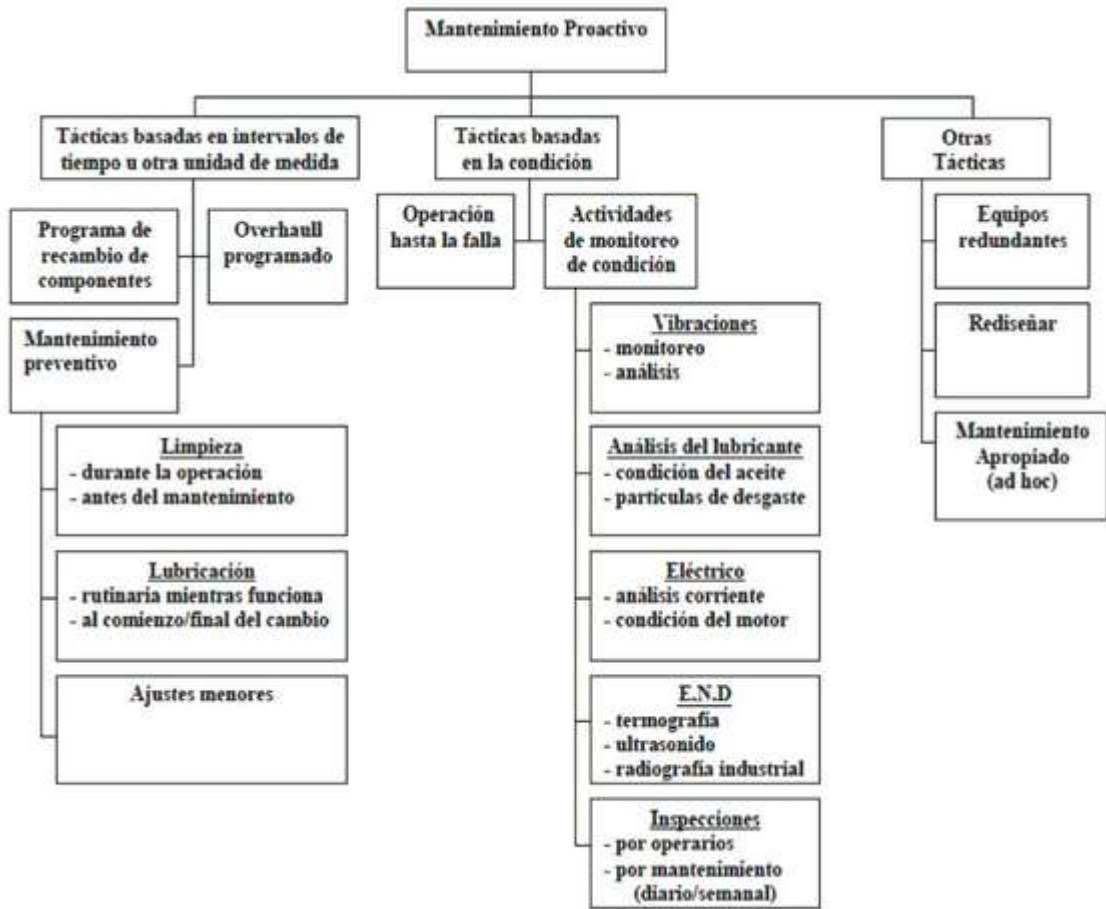 Mantenimiento Proactivo
Tácticas basadas en intervalos de
tiempo u otra unidad de medida
Programa de
recambio de
componentes
Overhaull
programado
Mantenimiento
preventivo
Limpieza
- durante la operación
- antes del mantenimiento
Lubricación
- rutinaria mientras funciona
- al comienzo/final del cambio
Ajustes menores
Tácticas basadas
en la condición
Operación
hasta la falla
Actividades
de monitoreo
de condición
Vibraciones
- monitoreo
- análisis
Análisis del lubricante
- condición del aceite
- partículas de desgaste
Eléctrico
- análisis corriente
- condición del motor
E.N.D
- termografía
- ultrasonido
- radiografía industrial
Inspecciones
- por operarios
- por mantenimiento
(diario/semanal)
Otras
Tácticas
Equipos
redundantes
Rediseñar
Mantenimiento
Apropiado
(ad hoc)